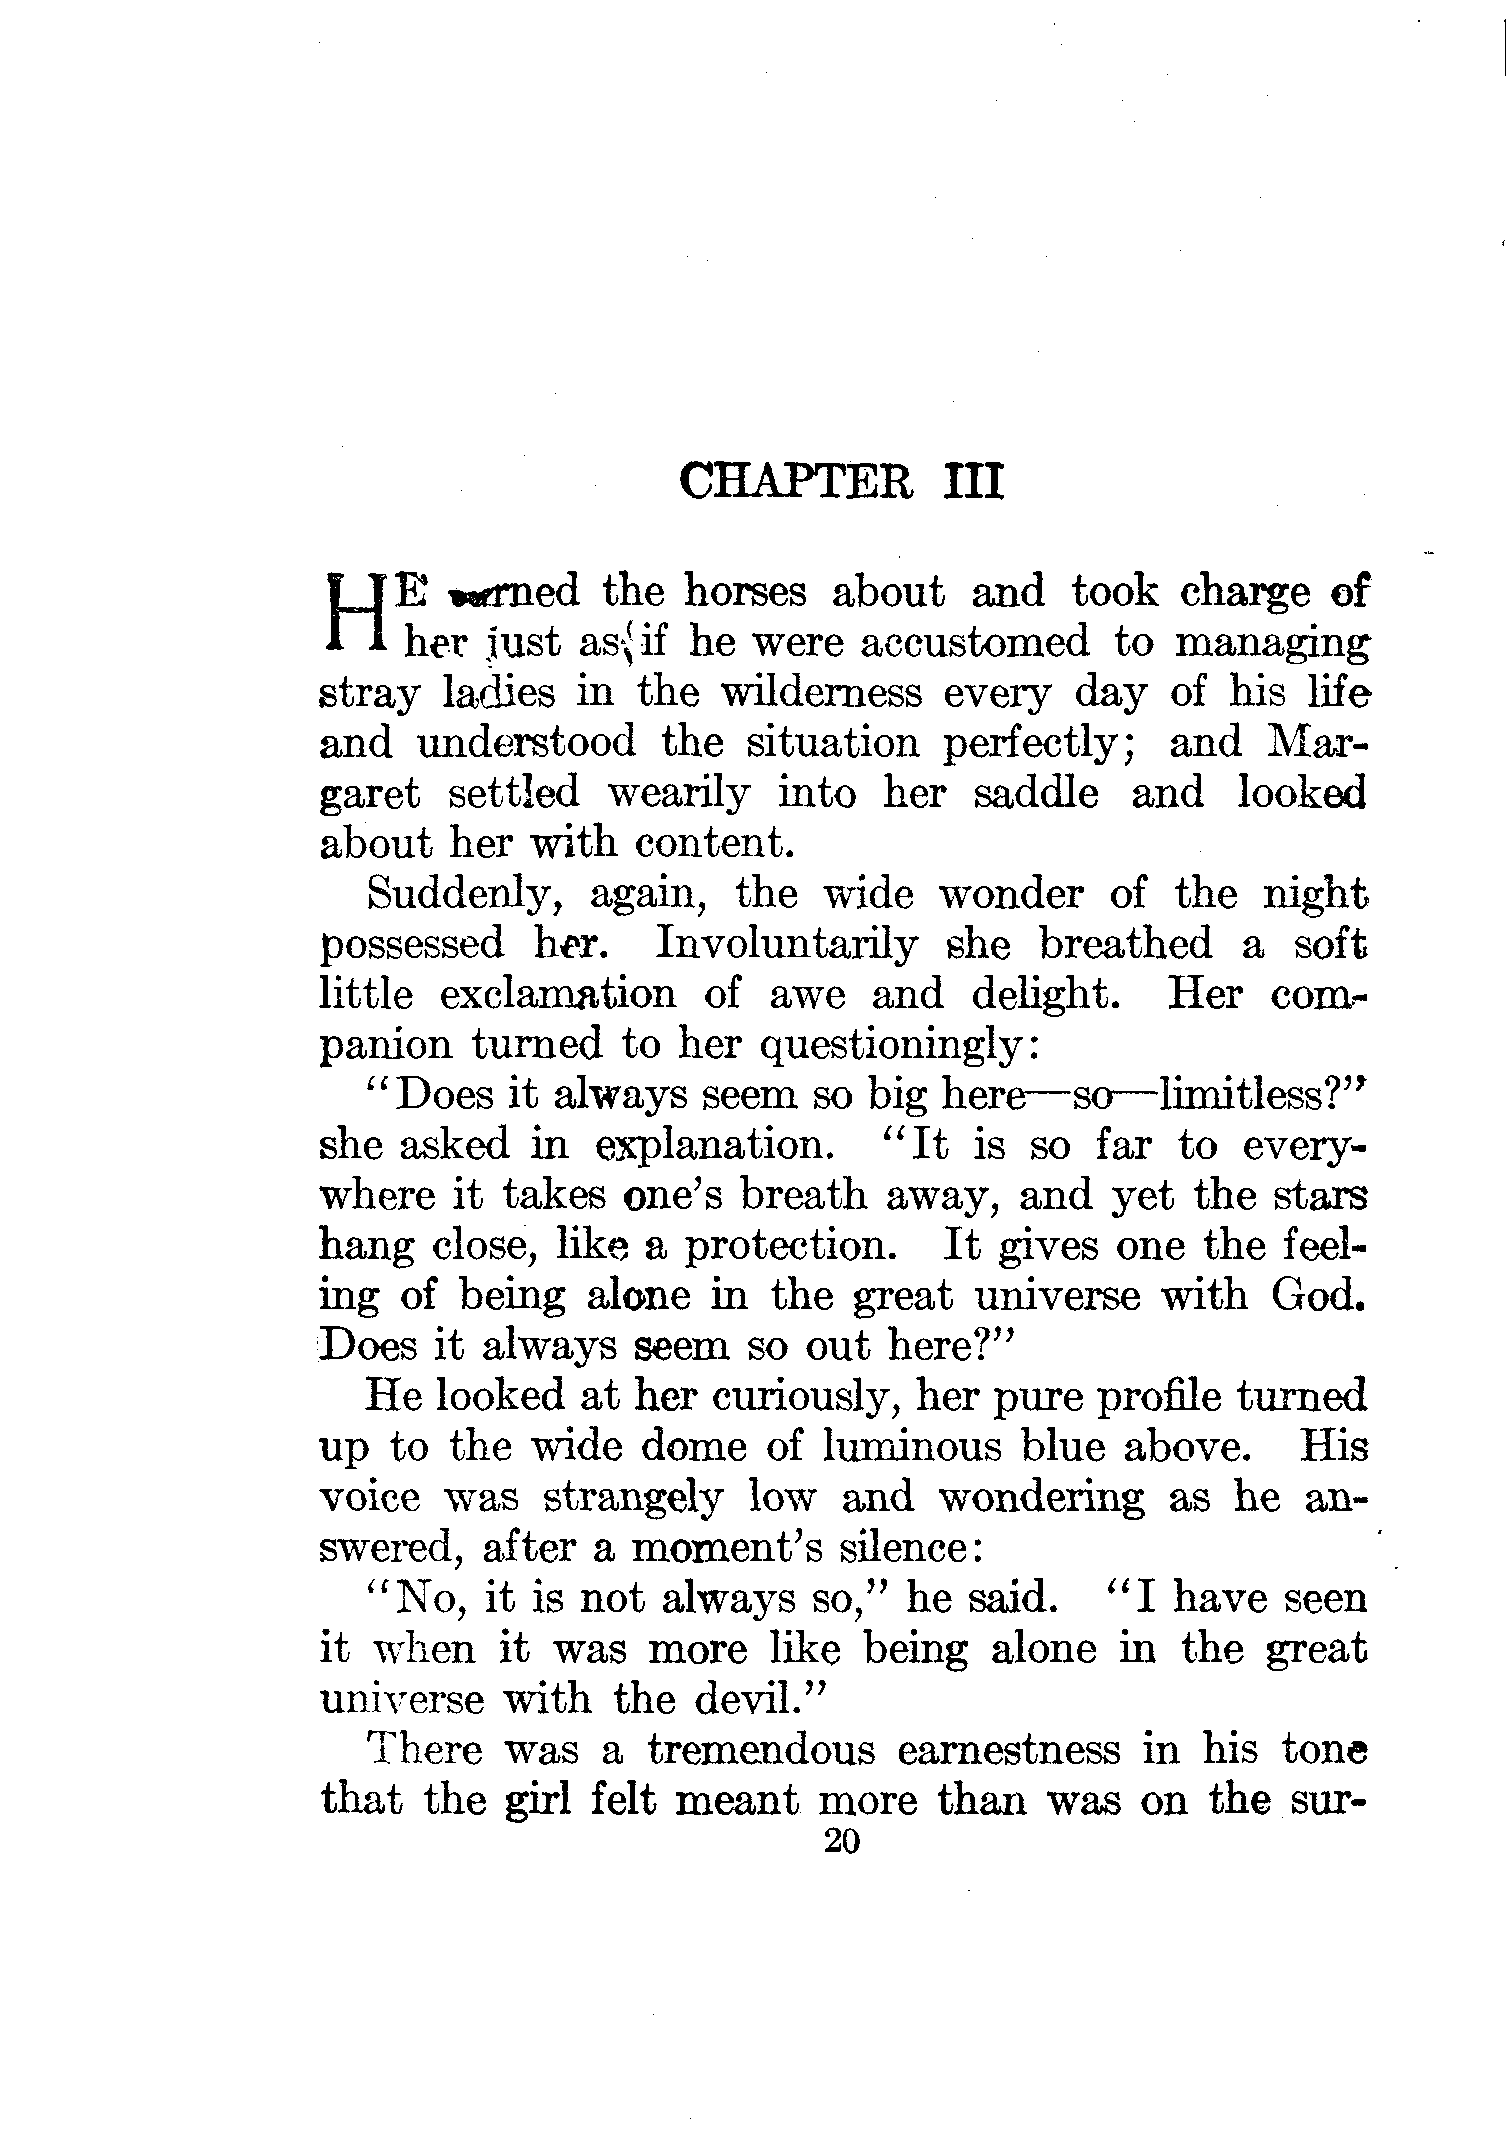 CHAPTER III
HE turned the horses about and took charge of
her just as if he were accustomed to managing
stray ladies in the wilderness every day of his life
and understood the situation perfectly; and Mar-
garet settled wearily into her saddle and looked
about her with content.
Suddenly, again, the wide wonder of the night
possessed her. Involuntarily she breathed a soft
little exclamation of awe and delight. Her com-
panion turned to her questioningly:
"Does it always seem so big here—so—limitless?"
she asked in explanation. "It is so far to every-
where it takes one's breath away, and yet the stars
hang close, like a protection. It gives one the feel-
ing of being alone in the great universe with God.
Does it always seem so out here?"
He looked at her curiously, her pure profile turned
up to the wide dome of luminous blue above. His
voice was strangely low and wondering as he an-
swered, after a moment's silence:
"No, it is not always so," he said. "I have seen
it when it was more like being alone in the great
universe with the devil."
There was a tremendous earnestness in his tone
that the girl felt meant more than was on the sur-
20